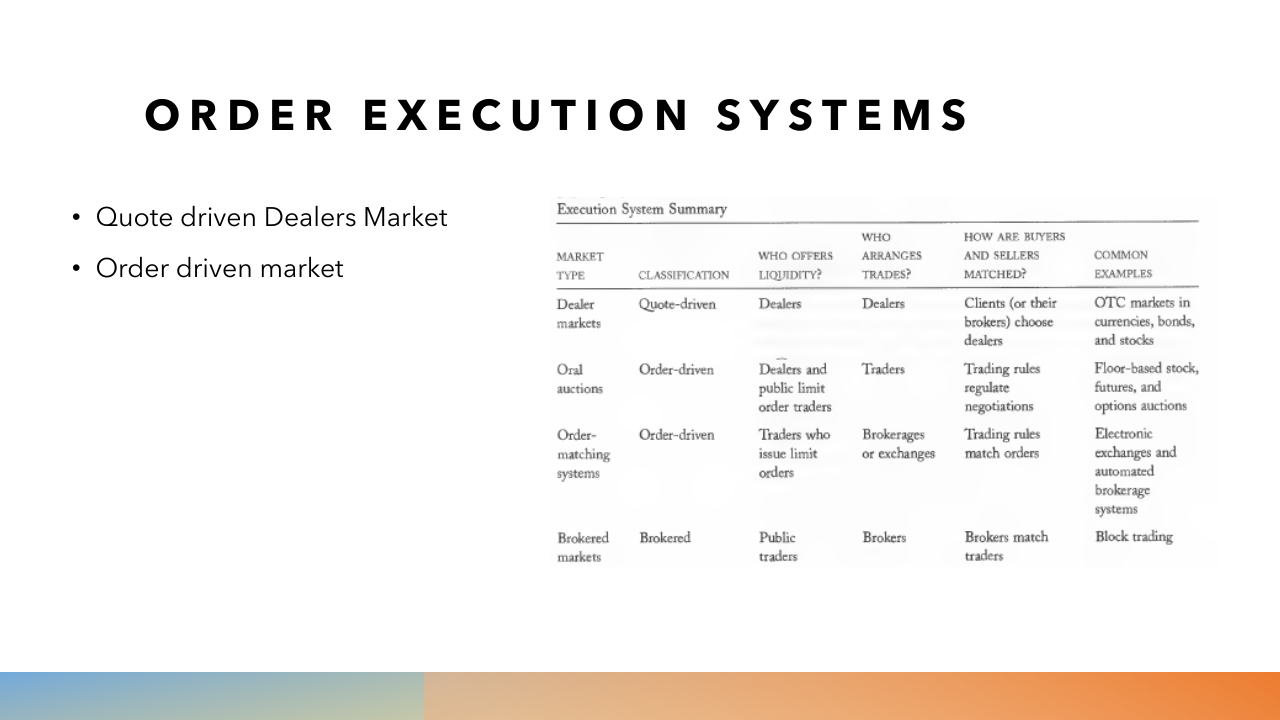 ORDER EXECUTION SYSTEMS
• Quote driven Dealers Market
• Order driven market
Execution System Summary
MARKET TYPE CLASSIFICATION WHO OFFERS LIQUIDITY? WHO ARRANGES TRADES? HOW ARE BUYERS AND SELLERS MATCHED? COMMON EXAMPLES
Dealer markets Quote-driven Dealers Dealers Clients (or their brokers) choose dealers OTC markets in currencies, bonds, and stocks
Oral auctions Order-driven Dealers and public limit order traders Traders Trading rules regulate negotiations Floor-based stock, futures, and options auctions
Order-matching systems Order-driven Traders who issue limit orders Brokerages or exchanges Trading rules match orders Electronic exchanges and automated brokerage systems
Brokered markets Brokered Public traders Brokers Brokers match traders Block trading